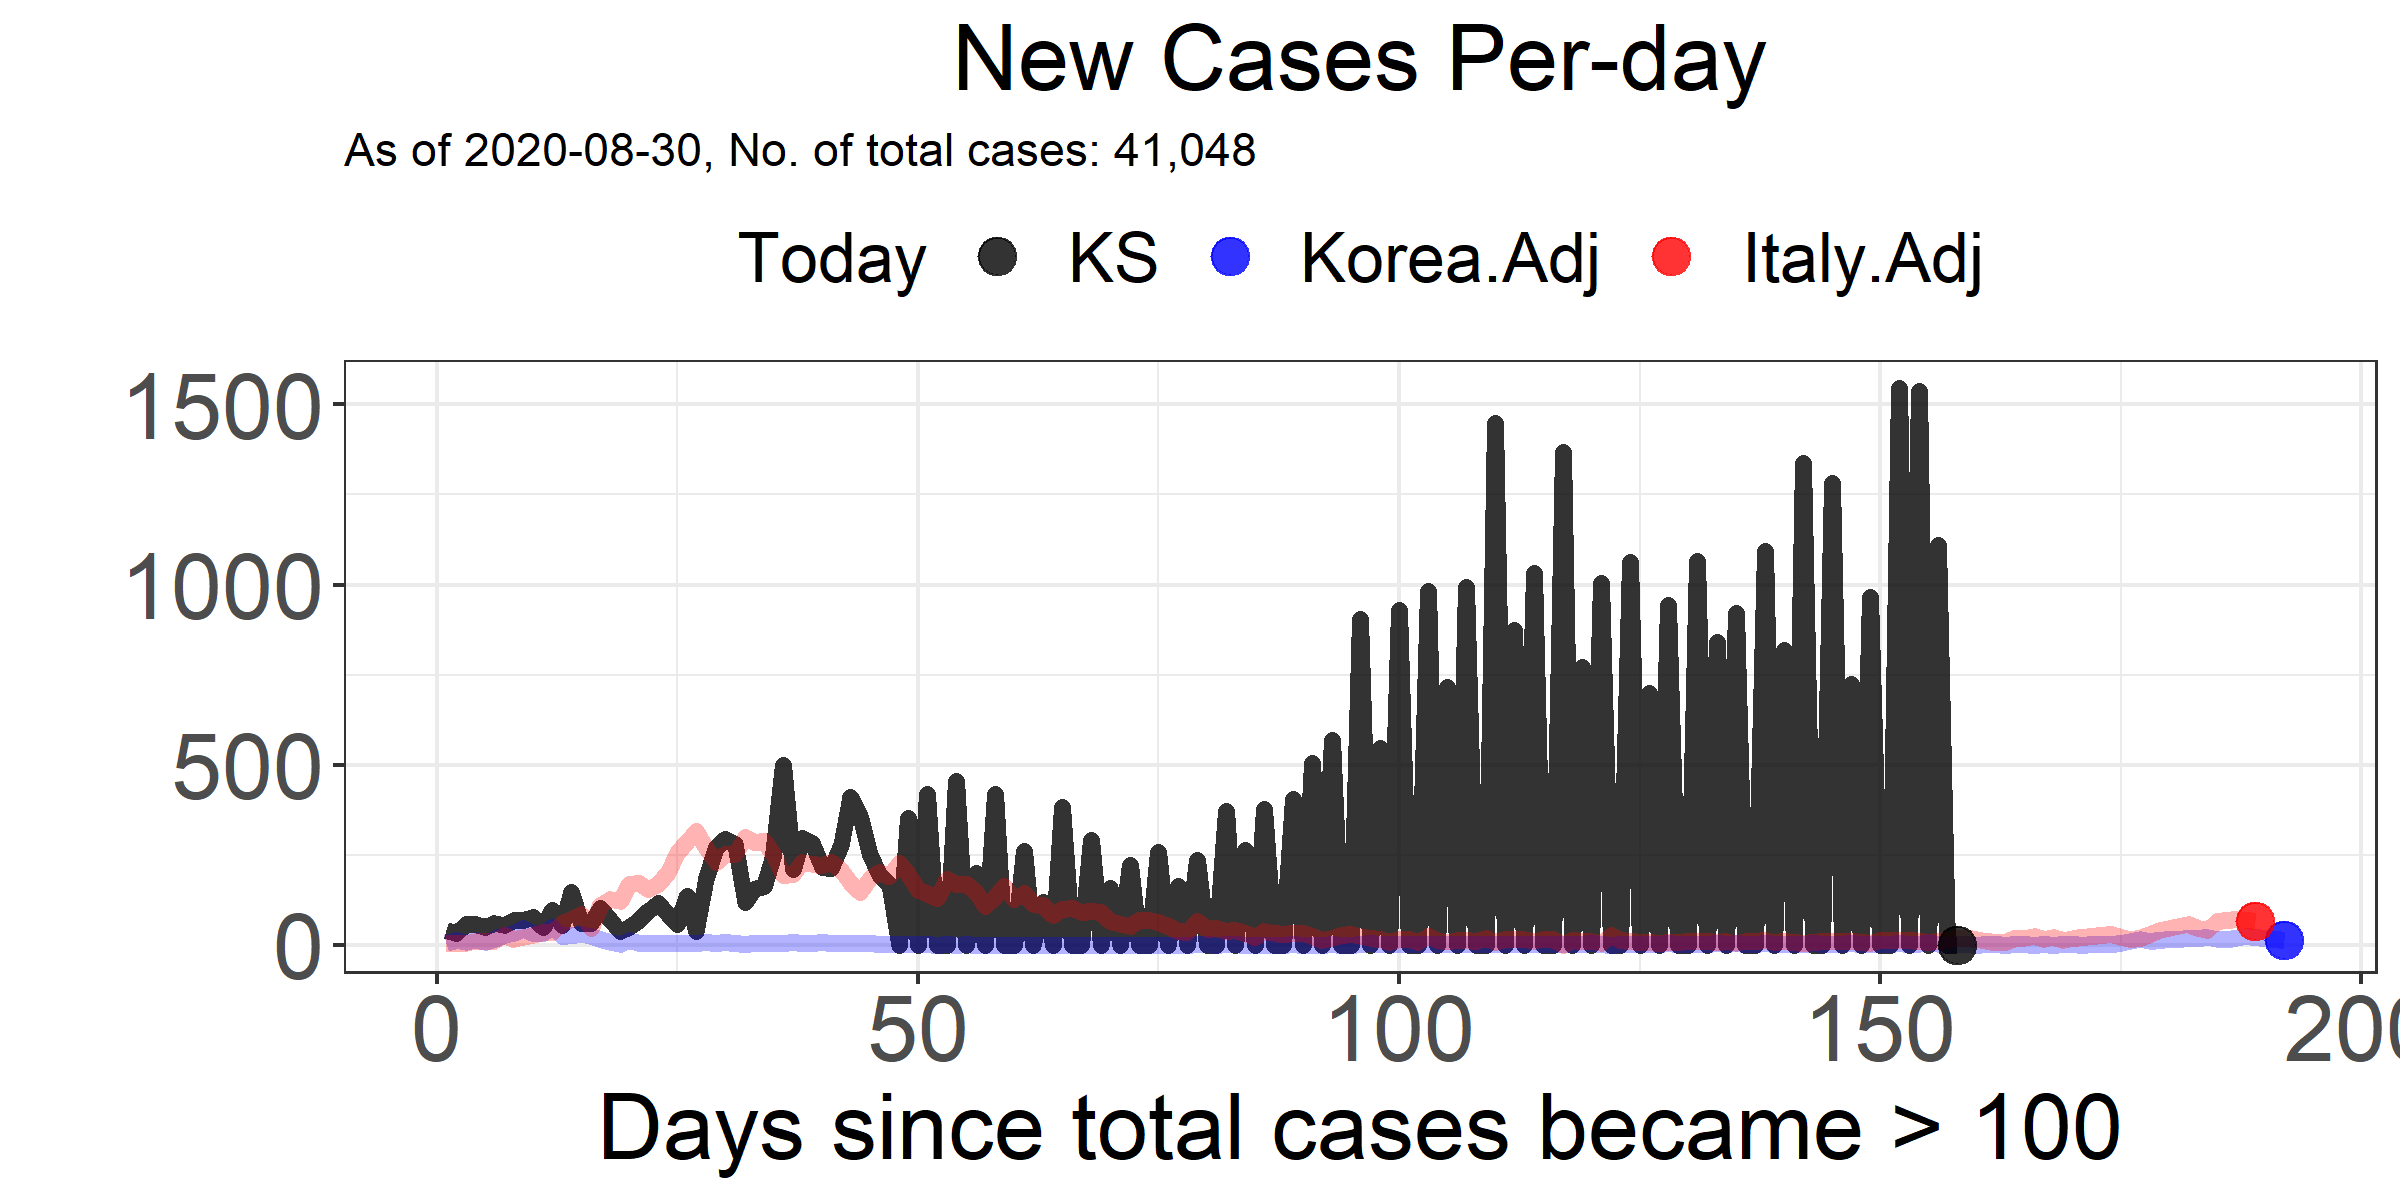 New Cases Per-day
As of 2020-08-30, No. of total cases: 41,048
Today KS Korea.Adj Italy.Adj
1500
1000
500
0
0 50 100 150 200
Days since total cases became > 100